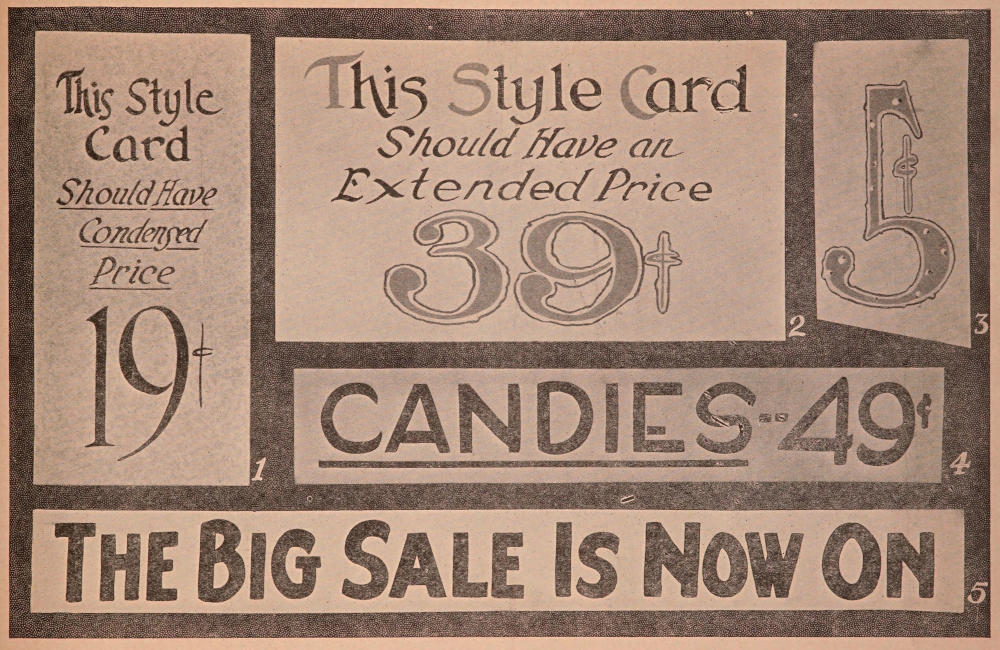 This Style
Card
Should Have
Condensed
Price
19¢
1
This Style Card
Should Have an
Extended Price
39¢
2
5¢
3
CANDIES--49¢
4
THE BIG SALE IS NOW ON
5